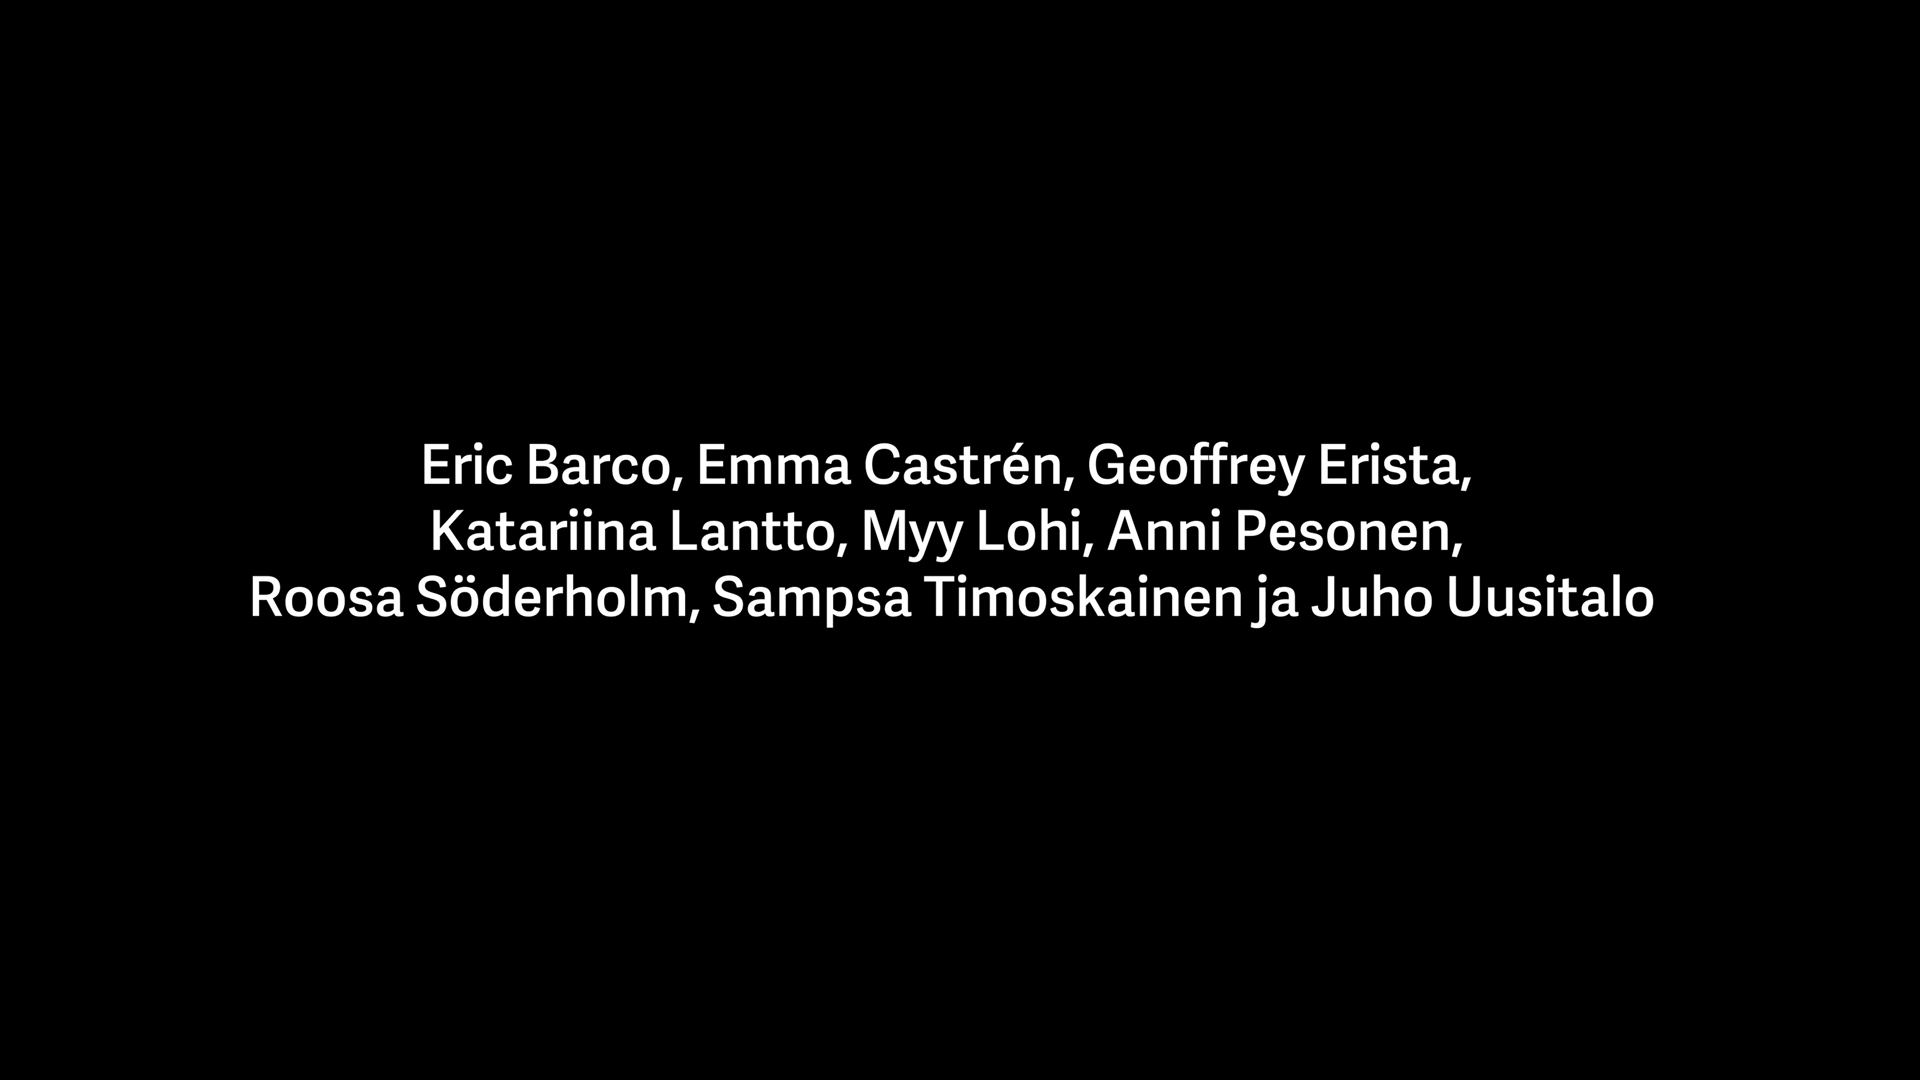 Eric Barco, Emma Castrén, Geoffrey Erista,
Katariina Lantto, Myy Lohi, Anni Pesonen,
Roosa Söderholm, Sampsa Timoskainen ja Juho Uusitalo